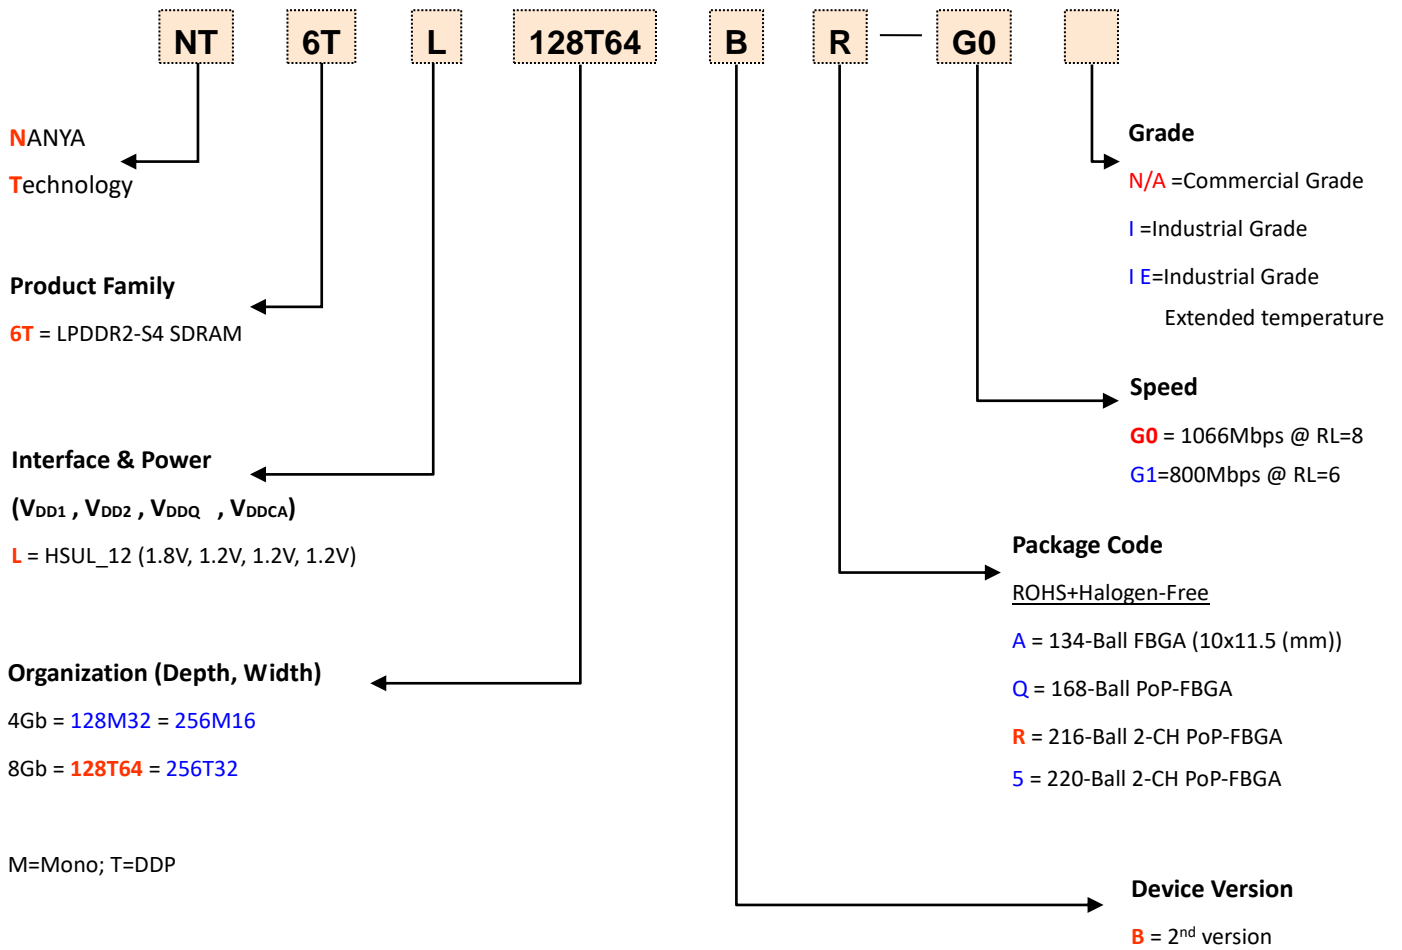 NT 6T L 128T64 B R — G0
NANYA
Technology
Product Family
6T = LPDDR2-S4 SDRAM
Interface & Power
(VDD1 , VDD2 , VDDQ , VDDCA)
L = HSUL_12 (1.8V, 1.2V, 1.2V, 1.2V)
Organization (Depth, Width)
4Gb = 128M32 = 256M16
8Gb = 128T64 = 256T32
M=Mono; T=DDP
Grade
N/A =Commercial Grade
I =Industrial Grade
I E=Industrial Grade
Extended temperature
Speed
G0 = 1066Mbps @ RL=8
G1=800Mbps @ RL=6
Package Code
ROHS+Halogen-Free
A = 134-Ball FBGA (10x11.5 (mm))
Q = 168-Ball PoP-FBGA
R = 216-Ball 2-CH PoP-FBGA
5 = 220-Ball 2-CH PoP-FBGA
Device Version
B = 2nd version